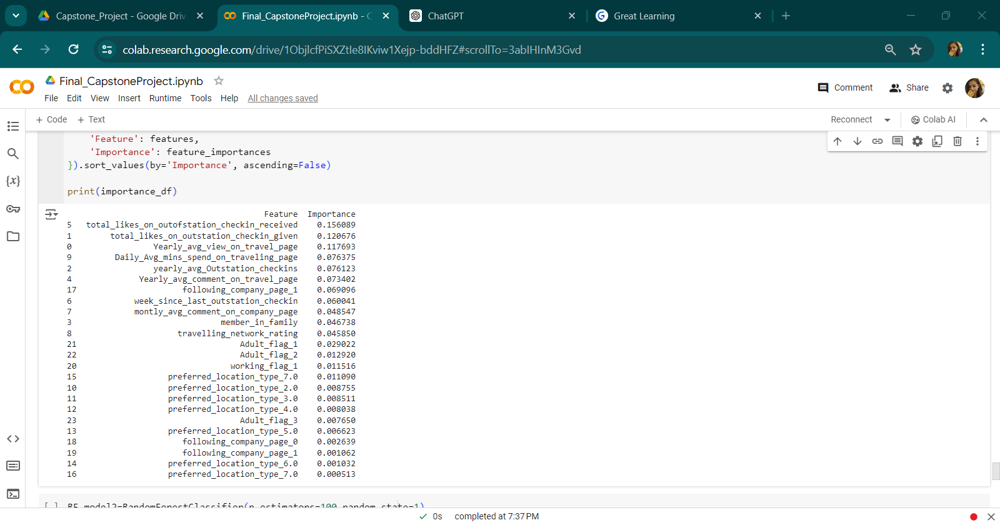 Capstone_Project - Google Driv
Final_CapstoneProject.ipynb - C
ChatGPT
Great Learning
colab.research.google.com/drive/1ObjlcfPiSXZtIe8IKviw1Xejp-bddHFZ#scrollTo=3abIHInM3Gvd
Final_CapstoneProject.ipynb
Comment
Share
File Edit View Insert Runtime Tools Help All changes saved
+ Code + Text
Reconnect
Colab AI
'Feature': features,
'Importance': feature_importances
}).sort_values(by='Importance', ascending=False)
print(importance_df)
Feature Importance
5 total_likes_on_outofstation_checkin_received 0.156089
1 total_likes_on_outstation_checkin_given 0.120676
0 Yearly_avg_view_on_travel_page 0.117693
9 Daily_Avg_mins_spend_on_traveling_page 0.076375
2 yearly_avg_Outstation_checkins 0.076123
4 Yearly_avg_comment_on_travel_page 0.073402
17 following_company_page_1 0.069096
6 week_since_last_outstation_checkin 0.060041
7 montly_avg_comment_on_company_page 0.048547
3 member_in_family 0.046738
8 travelling_network_rating 0.045850
21 Adult_flag_1 0.029022
22 Adult_flag_2 0.012920
20 working_flag_1 0.011516
15 preferred_location_type_7.0 0.011090
10 preferred_location_type_2.0 0.008755
11 preferred_location_type_3.0 0.008511
12 preferred_location_type_4.0 0.008038
23 Adult_flag_3 0.007650
13 preferred_location_type_5.0 0.006623
18 following_company_page_0 0.002639
19 following_company_page_1 0.001062
14 preferred_location_type_6.0 0.001032
16 preferred_location_type_7.0 0.000513
[ ] RF_model2=RandomForestClassifier(n_estimators=100,random_state=1)
0s completed at 7:37 PM